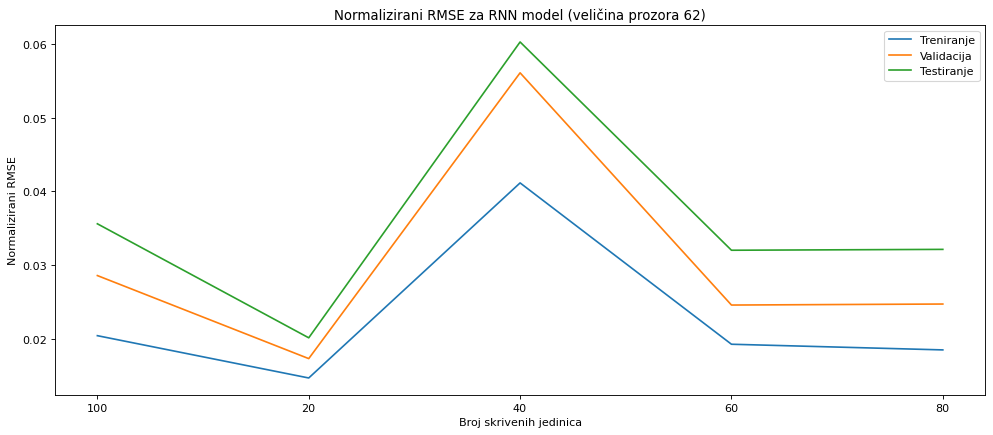 Normalizirani RMSE za RNN model (veličina prozora 62)
Treniranje
Validacija
Testiranje
Normalizirani RMSE
0.06
0.05
0.04
0.03
0.02
100
20
40
60
80
Broj skrivenih jedinica